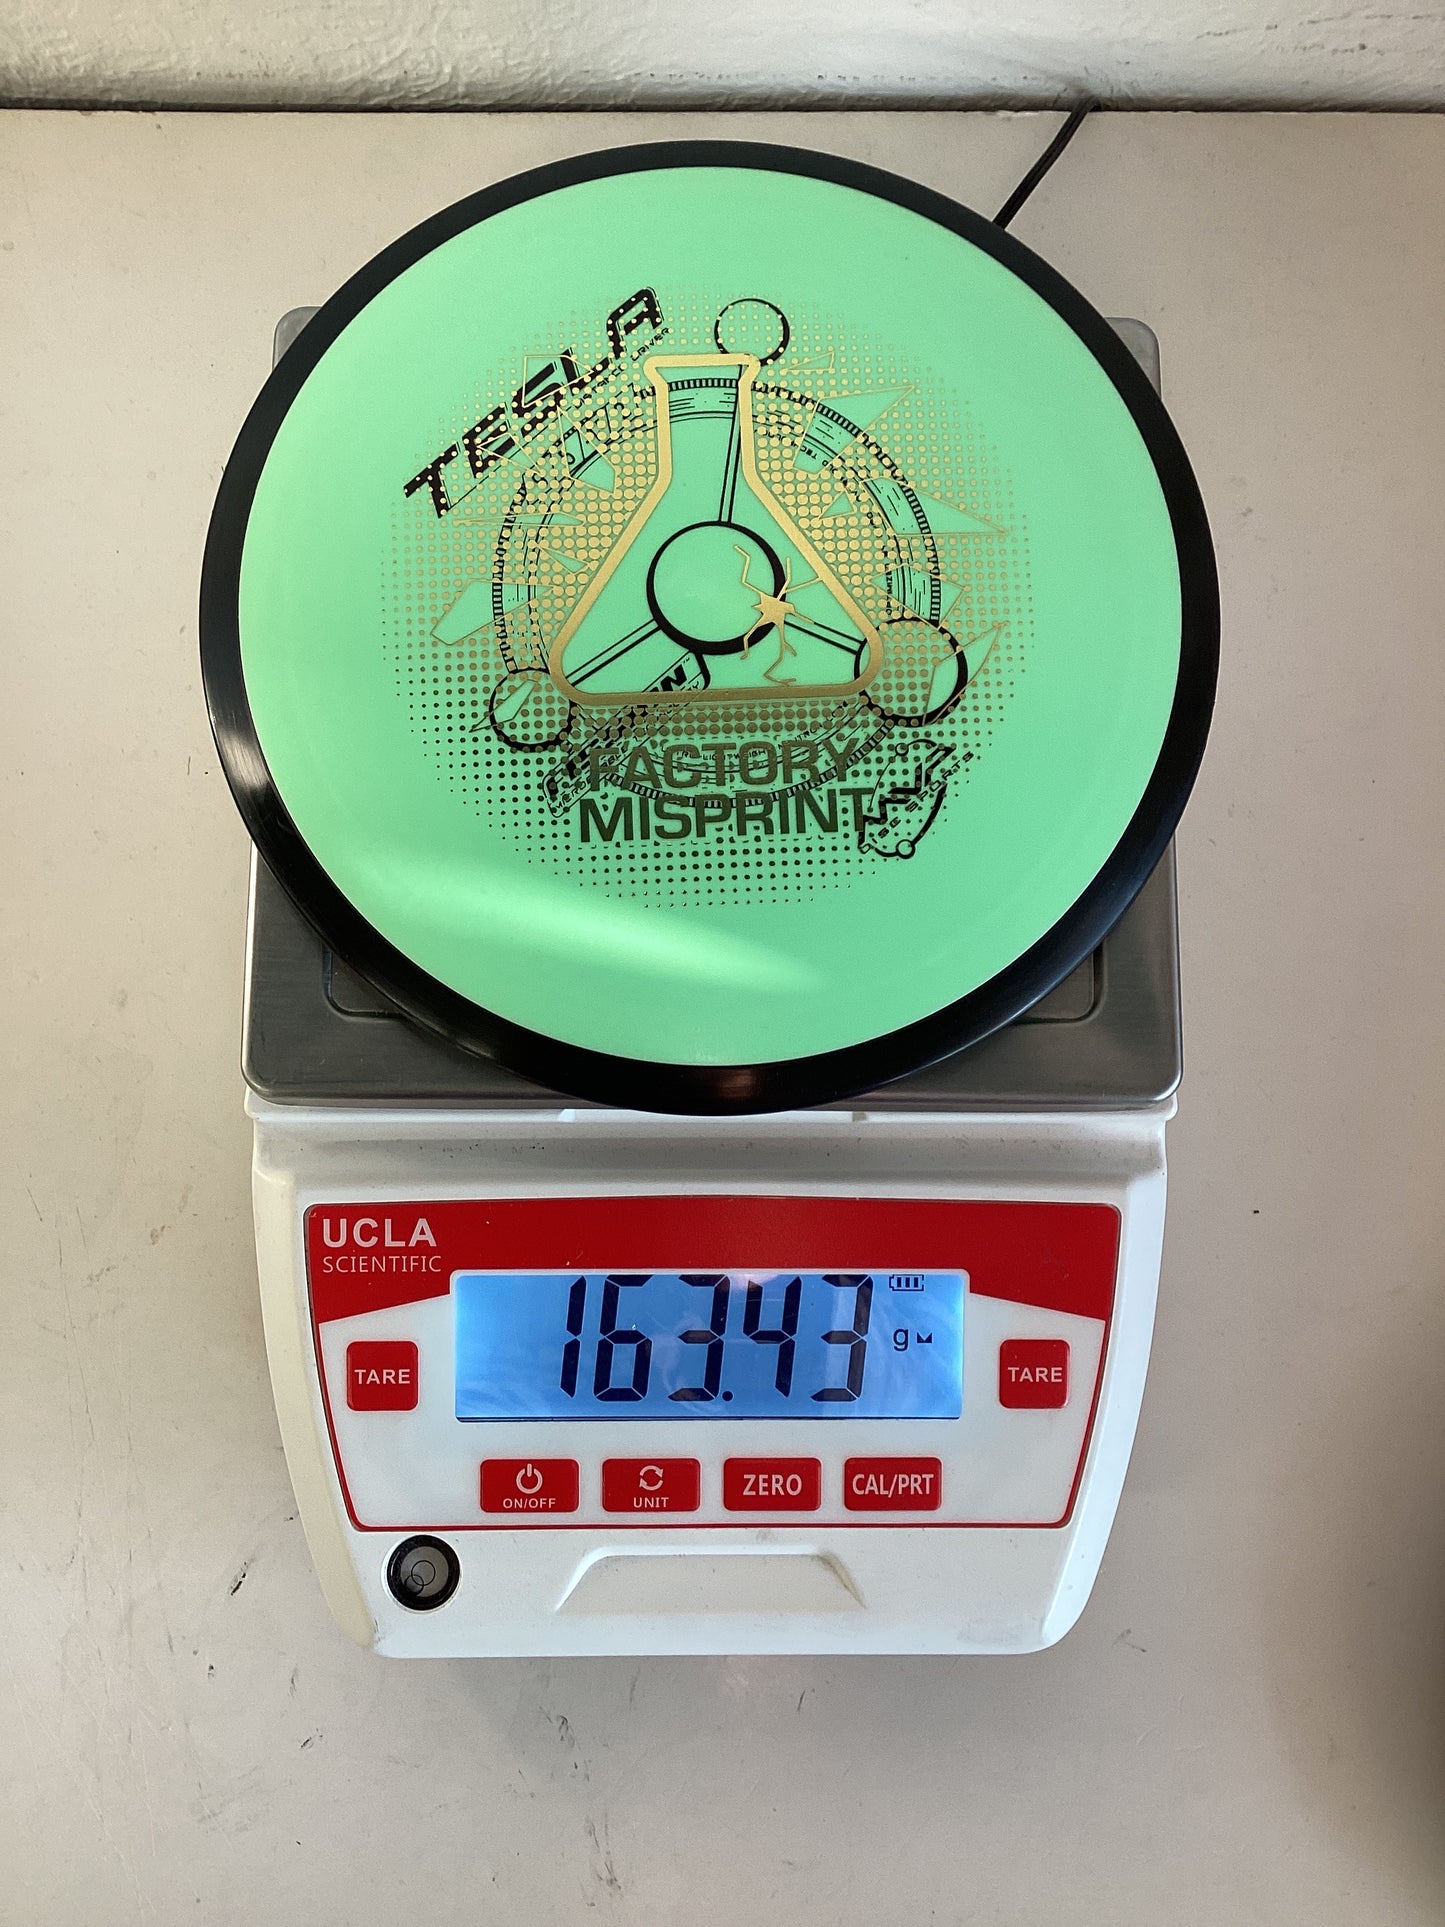 TESLA
FACTORY
MISPRINT
UCLA
SCIENTIFIC
163.43
g
TARE
TARE
ON/OFF
UNIT
ZERO
CAL/PRT